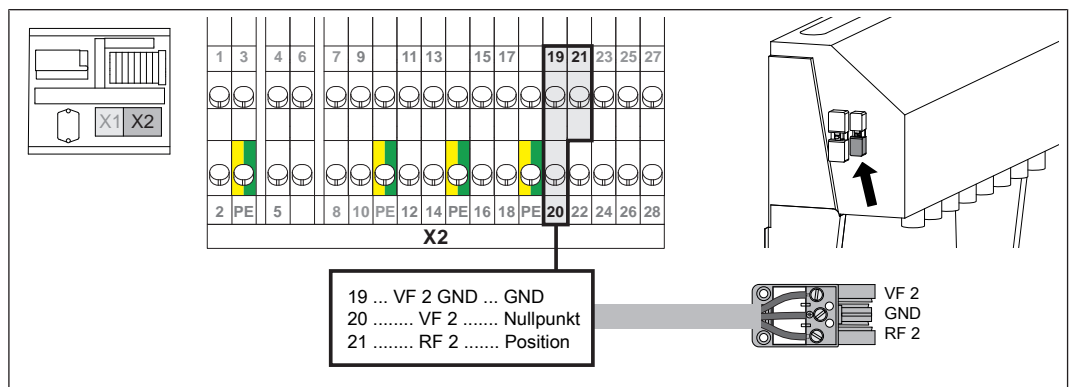 X1 X2
1 3 4 6 7 9 11 13 15 17 19 21 23 25 27
2 PE 5 8 10 PE 12 14 PE 16 18 PE 20 22 24 26 28
X2
19 ... VF 2 GND ... GND
20 ........ VF 2 ....... Nullpunkt
21 ........ RF 2 ....... Position
VF 2
GND
RF 2